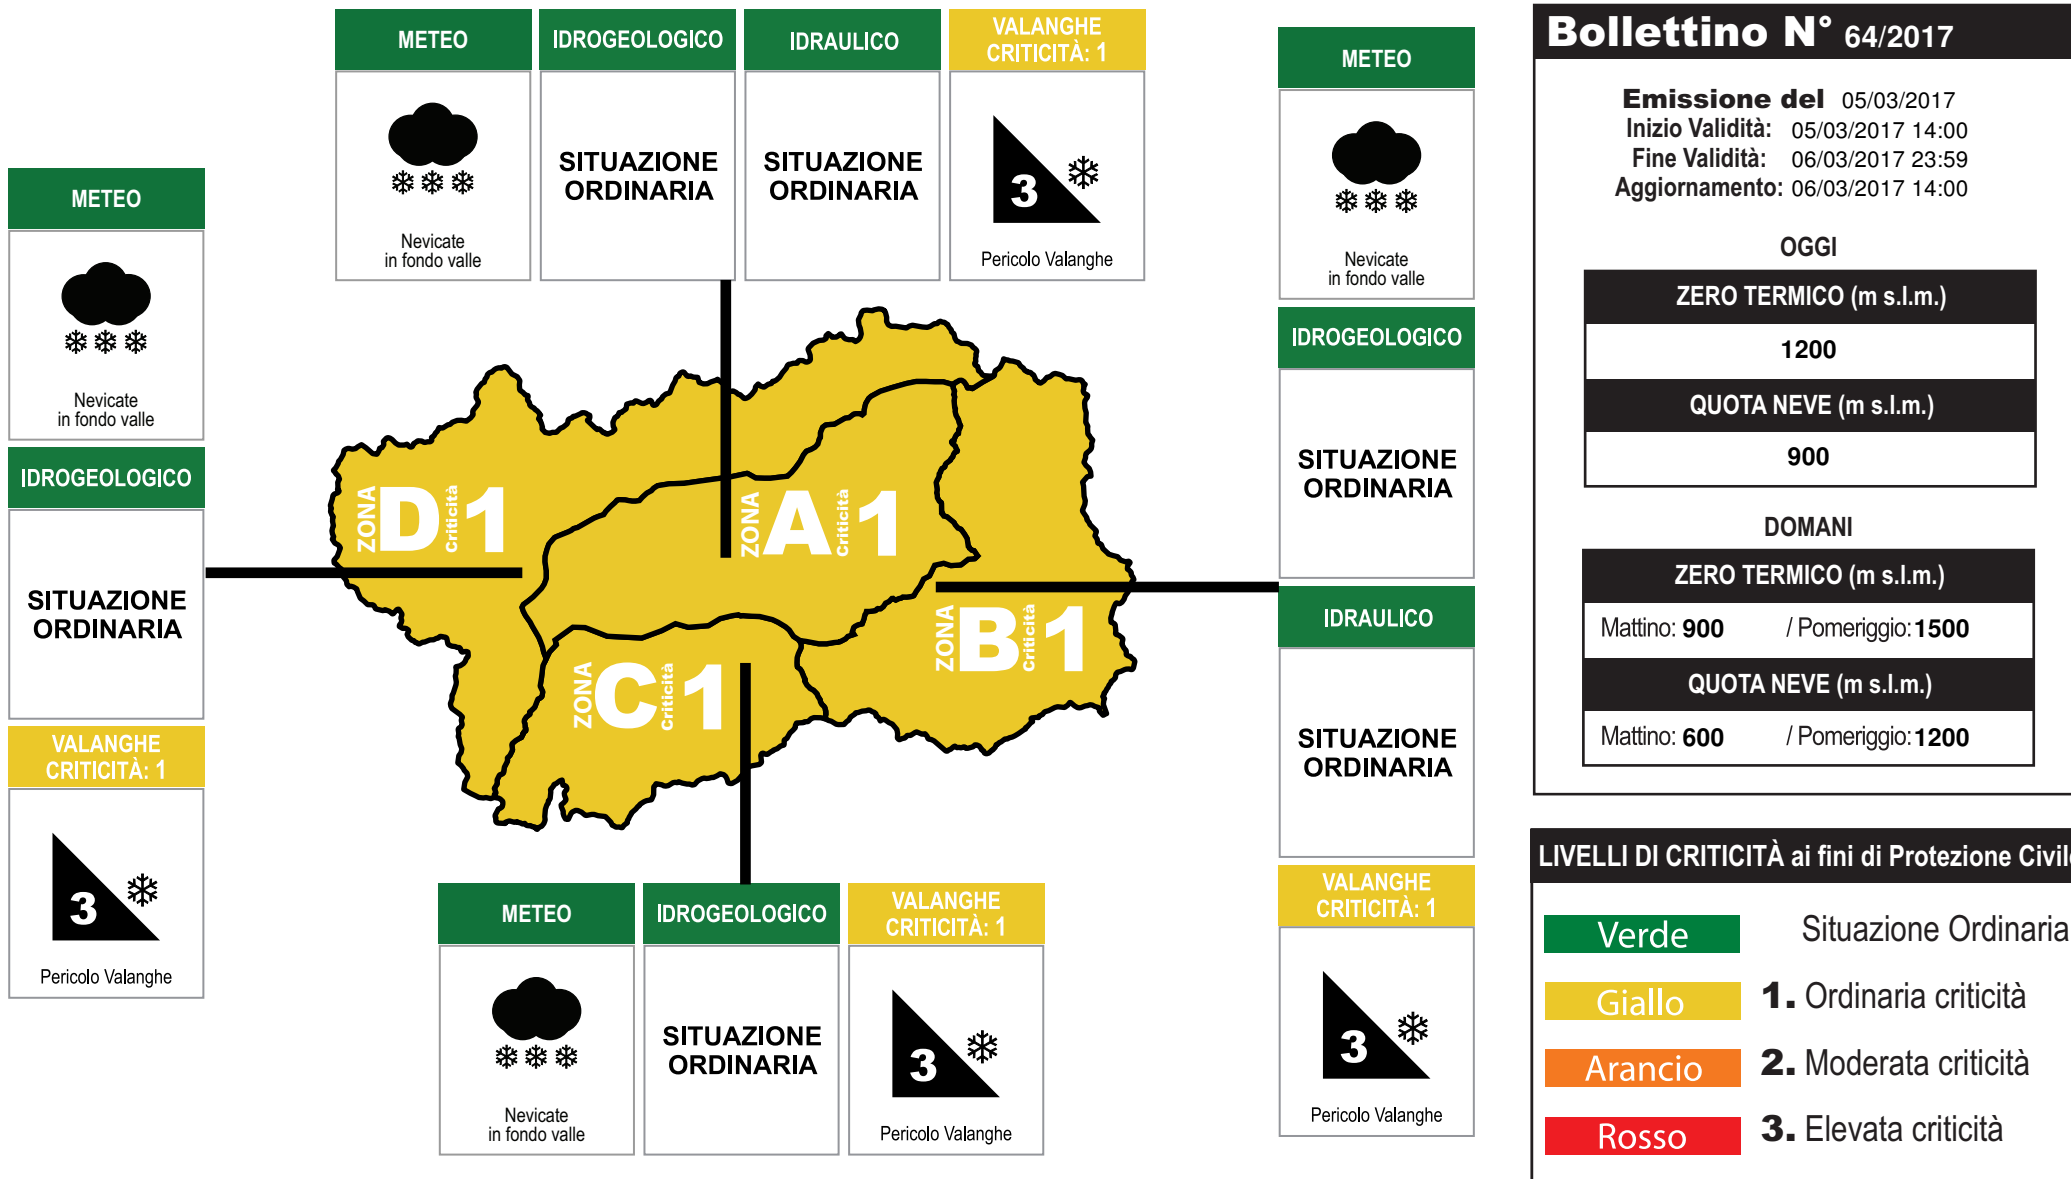 METEO
Nevicate
in fondo valle
IDROGEOLOGICO
SITUAZIONE
ORDINARIA
VALANGHE
CRITICITÀ: 1
3
Pericolo Valanghe
METEO
Nevicate
in fondo valle
IDROGEOLOGICO
SITUAZIONE
ORDINARIA
IDRAULICO
SITUAZIONE
ORDINARIA
VALANGHE
CRITICITÀ: 1
3
Pericolo Valanghe
ZONA D Criticità 1
ZONA A Criticità 1
ZONA B Criticità 1
ZONA C Criticità 1
METEO
Nevicate
in fondo valle
IDROGEOLOGICO
SITUAZIONE
ORDINARIA
VALANGHE
CRITICITÀ: 1
3
Pericolo Valanghe
METEO
Nevicate
in fondo valle
IDROGEOLOGICO
SITUAZIONE
ORDINARIA
IDRAULICO
SITUAZIONE
ORDINARIA
VALANGHE
CRITICITÀ: 1
3
Pericolo Valanghe
Bollettino N° 64/2017
Emissione del 05/03/2017
Inizio Validità: 05/03/2017 14:00
Fine Validità: 06/03/2017 23:59
Aggiornamento: 06/03/2017 14:00
OGGI
ZERO TERMICO (m s.l.m.)
1200
QUOTA NEVE (m s.l.m.)
900
DOMANI
ZERO TERMICO (m s.l.m.)
Mattino: 900 / Pomeriggio: 1500
QUOTA NEVE (m s.l.m.)
Mattino: 600 / Pomeriggio: 1200
LIVELLI DI CRITICITÀ ai fini di Protezione Civile
Verde Situazione Ordinaria
Giallo 1. Ordinaria criticità
Arancio 2. Moderata criticità
Rosso 3. Elevata criticità